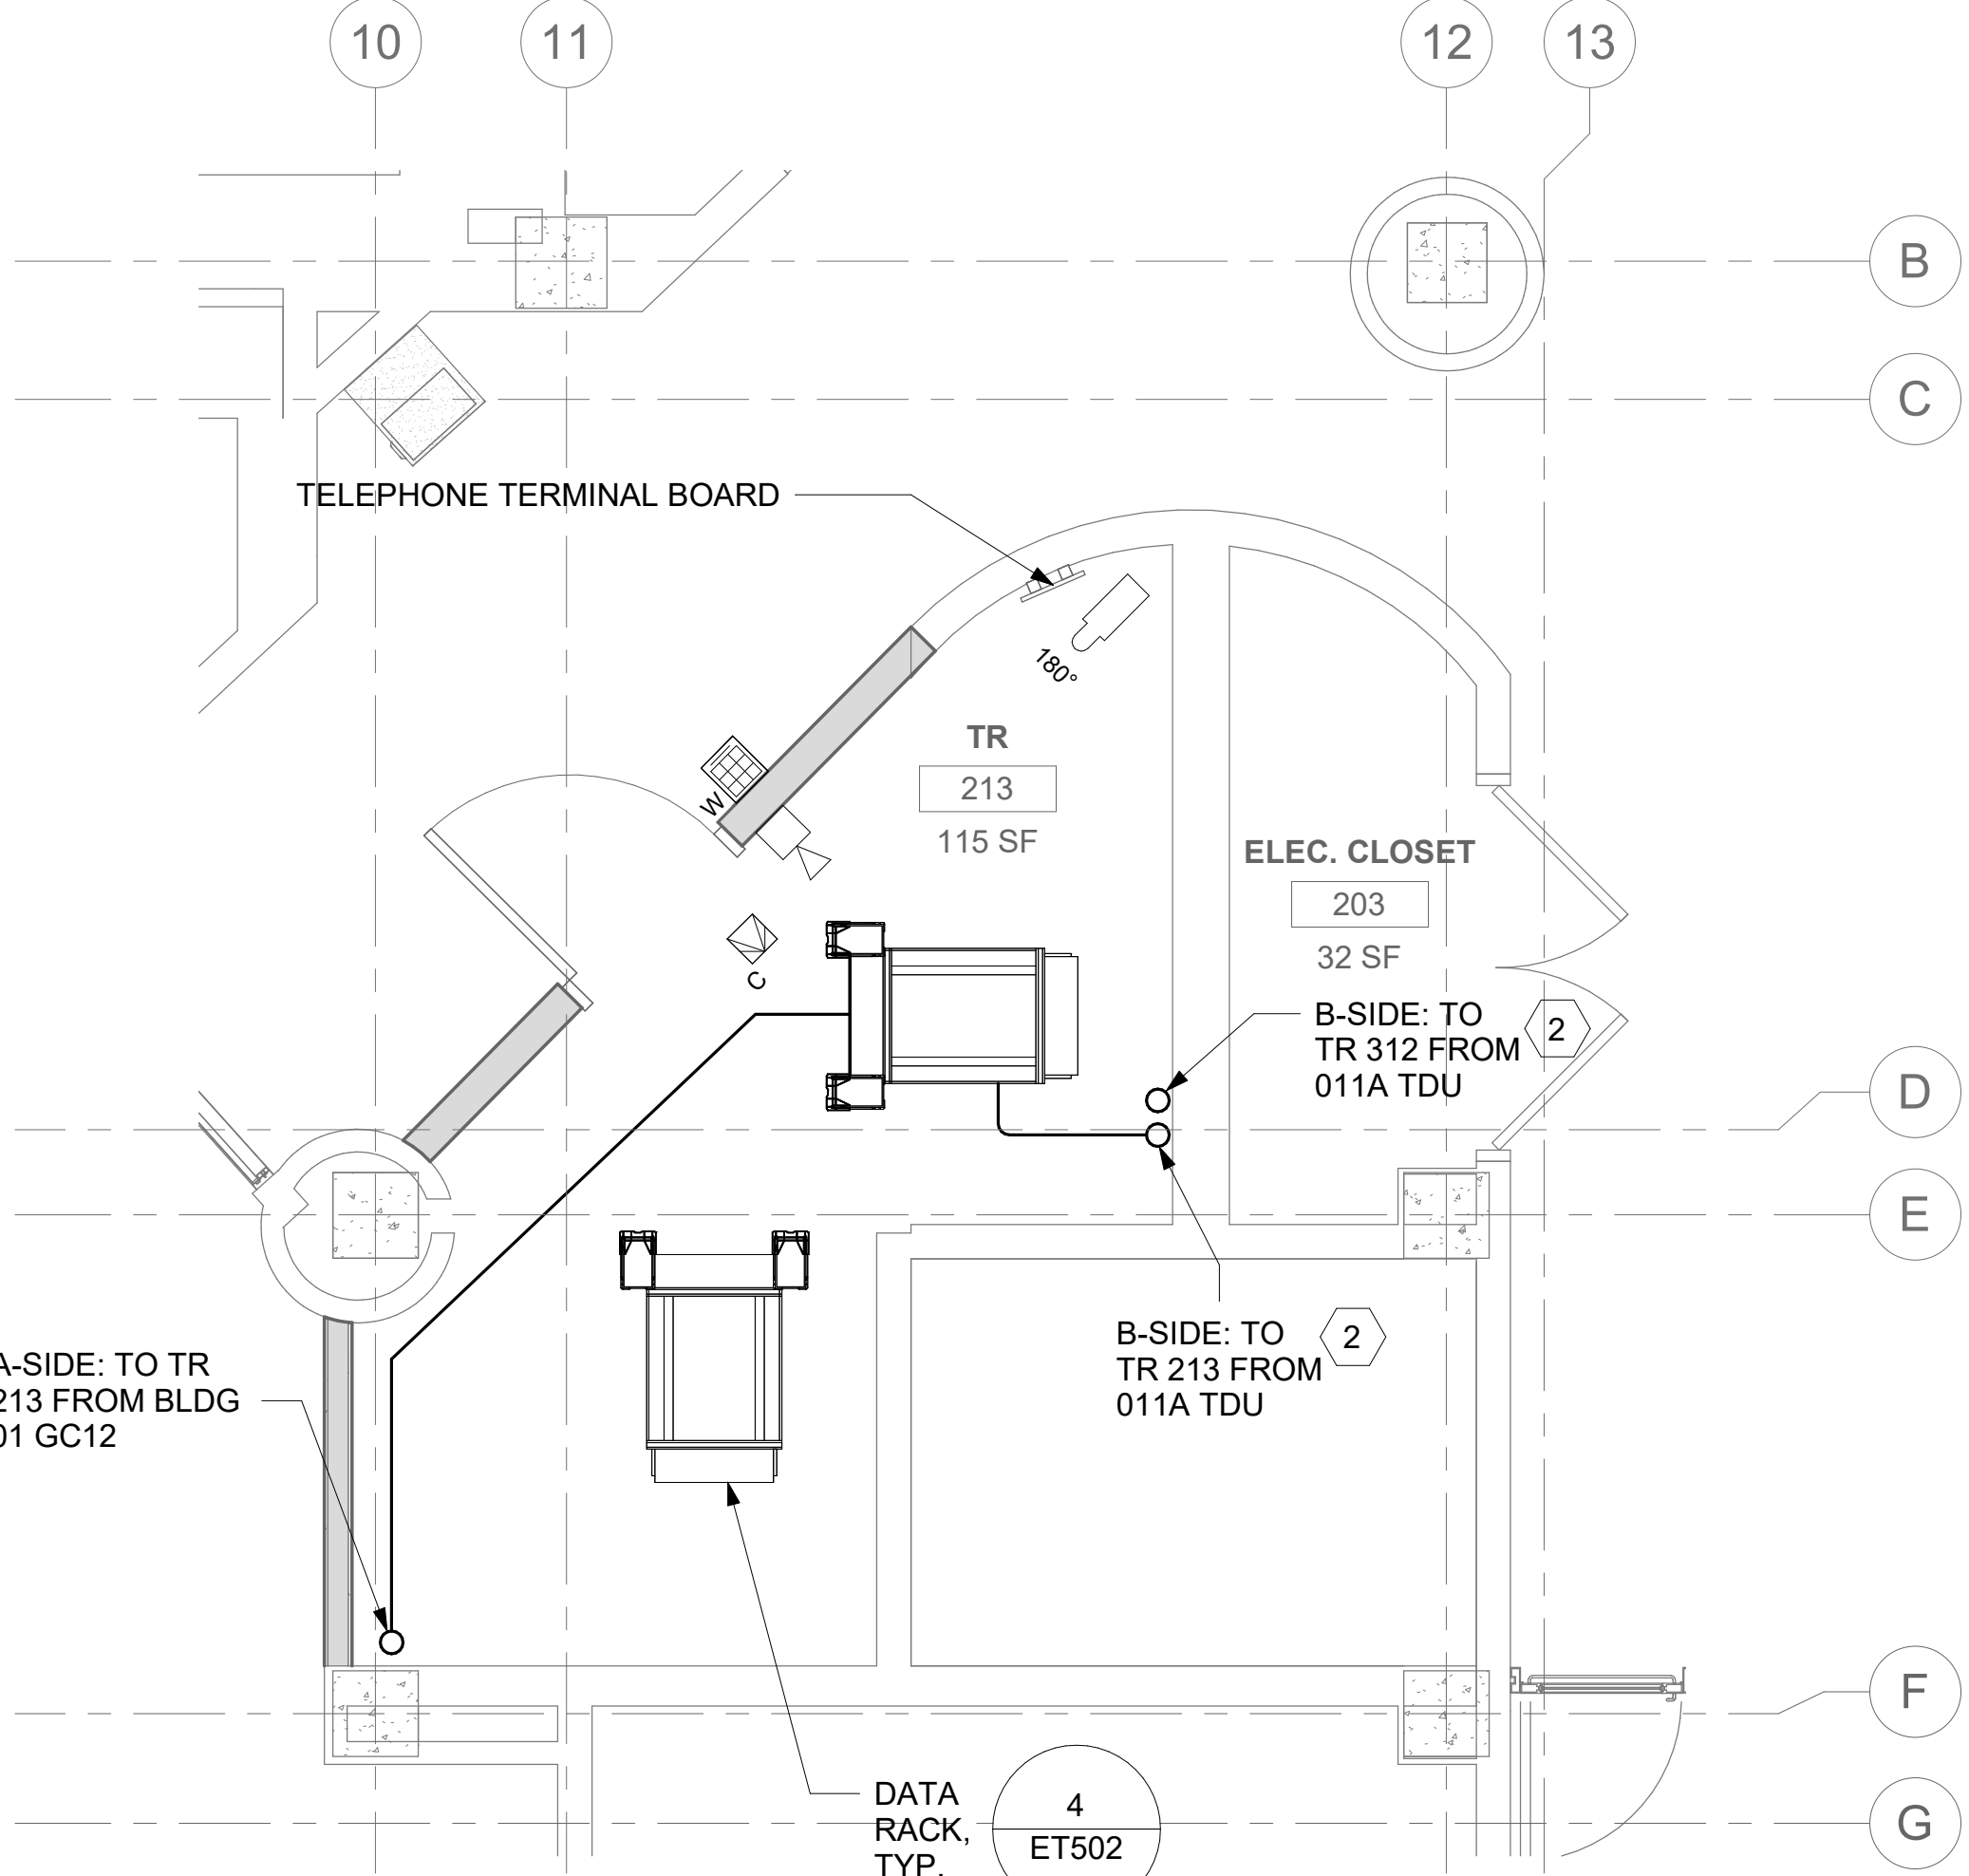 10
11
12
13
B
C
TELEPHONE TERMINAL BOARD
180°
TR
213
115 SF
W
ELEC. CLOSET
203
32 SF
C
B-SIDE: TO
TR 312 FROM
011A TDU
2
D
E
B-SIDE: TO
TR 213 FROM
011A TDU
2
A-SIDE: TO TR
213 FROM BLDG
01 GC12
F
DATA
RACK,
TYP.
4
ET502
G